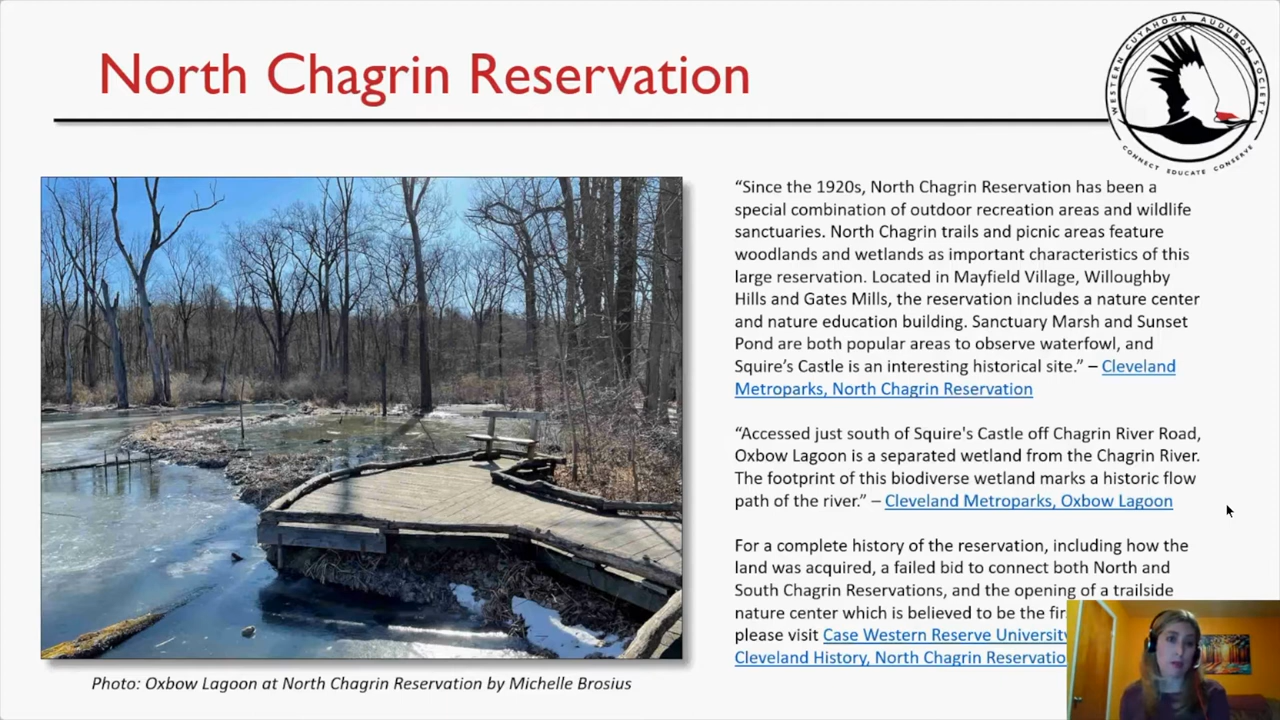 North Chagrin Reservation
WESTERN CUYAHOGA AUDUBON SOCIETY
CONNECT EDUCATE CONSERVE
“Since the 1920s, North Chagrin Reservation has been a
special combination of outdoor recreation areas and wildlife
sanctuaries. North Chagrin trails and picnic areas feature
woodlands and wetlands as important characteristics of this
large reservation. Located in Mayfield Village, Willoughby
Hills and Gates Mills, the reservation includes a nature center
and nature education building. Sanctuary Marsh and Sunset
Pond are both popular areas to observe waterfowl, and
Squire’s Castle is an interesting historical site.” – Cleveland
Metroparks, North Chagrin Reservation
“Accessed just south of Squire's Castle off Chagrin River Road,
Oxbow Lagoon is a separated wetland from the Chagrin River.
The footprint of this biodiverse wetland marks a historic flow
path of the river.” – Cleveland Metroparks, Oxbow Lagoon
For a complete history of the reservation, including how the
land was acquired, a failed bid to connect both North and
South Chagrin Reservations, and the opening of a trailside
nature center which is believed to be the
please visit Case Western Reserve University
Cleveland History, North Chagrin
Photo: Oxbow Lagoon at North Chagrin Reservation by Michelle Brosius